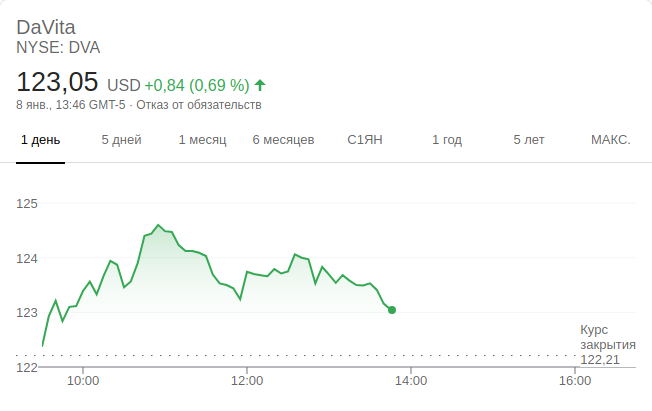 DaVita
NYSE: DVA
123,05 USD +0,84 (0,69 %)
8 янв., 13:46 GMT-5 · Отказ от обязательств
1 день 5 дней 1 месяц 6 месяцев С1ЯН 1 год 5 лет МАКС.
125
124
123
122
Курс
закрытия
122,21
10:00 12:00 14:00 16:00